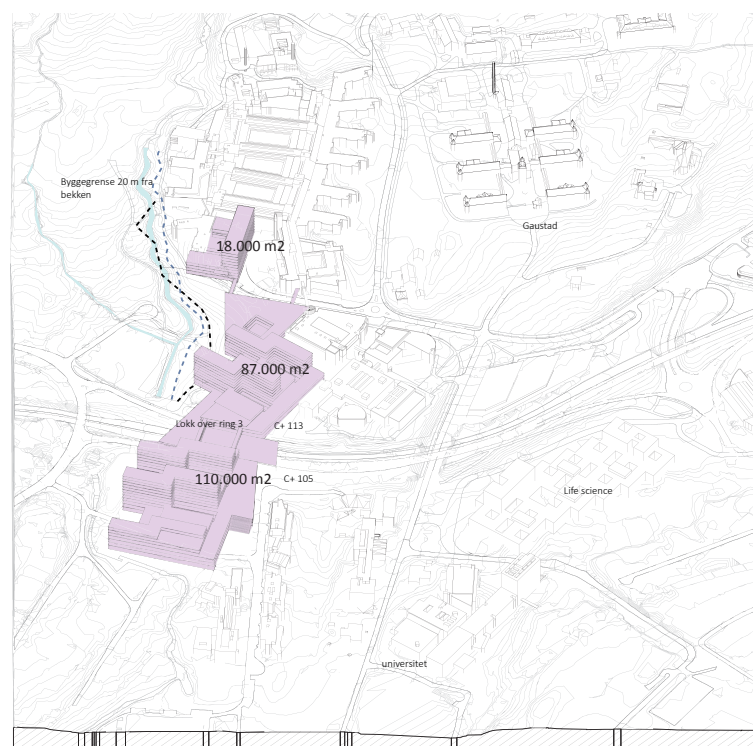 Byggegrense 20 m fra
bekken
Gaustad
18.000 m2
87.000 m2
Lokk over ring 3
C+ 113
110.000 m2
C+ 105
Life science
universitet